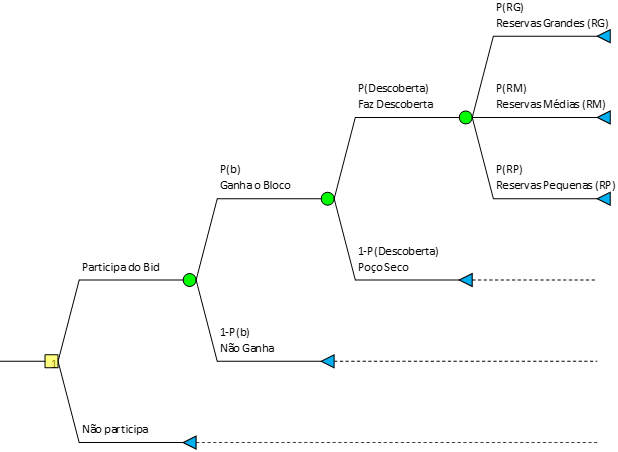 P(RG)
Reservas Grandes (RG)
P(RM)
Reservas Médias (RM)
P(RP)
Reservas Pequenas (RP)
P(Descoberta)
Faz Descoberta
1-P(Descoberta)
Poço Seco
P(b)
Ganha o Bloco
1-P(b)
Não Ganha
Participa do Bid
1
Não participa